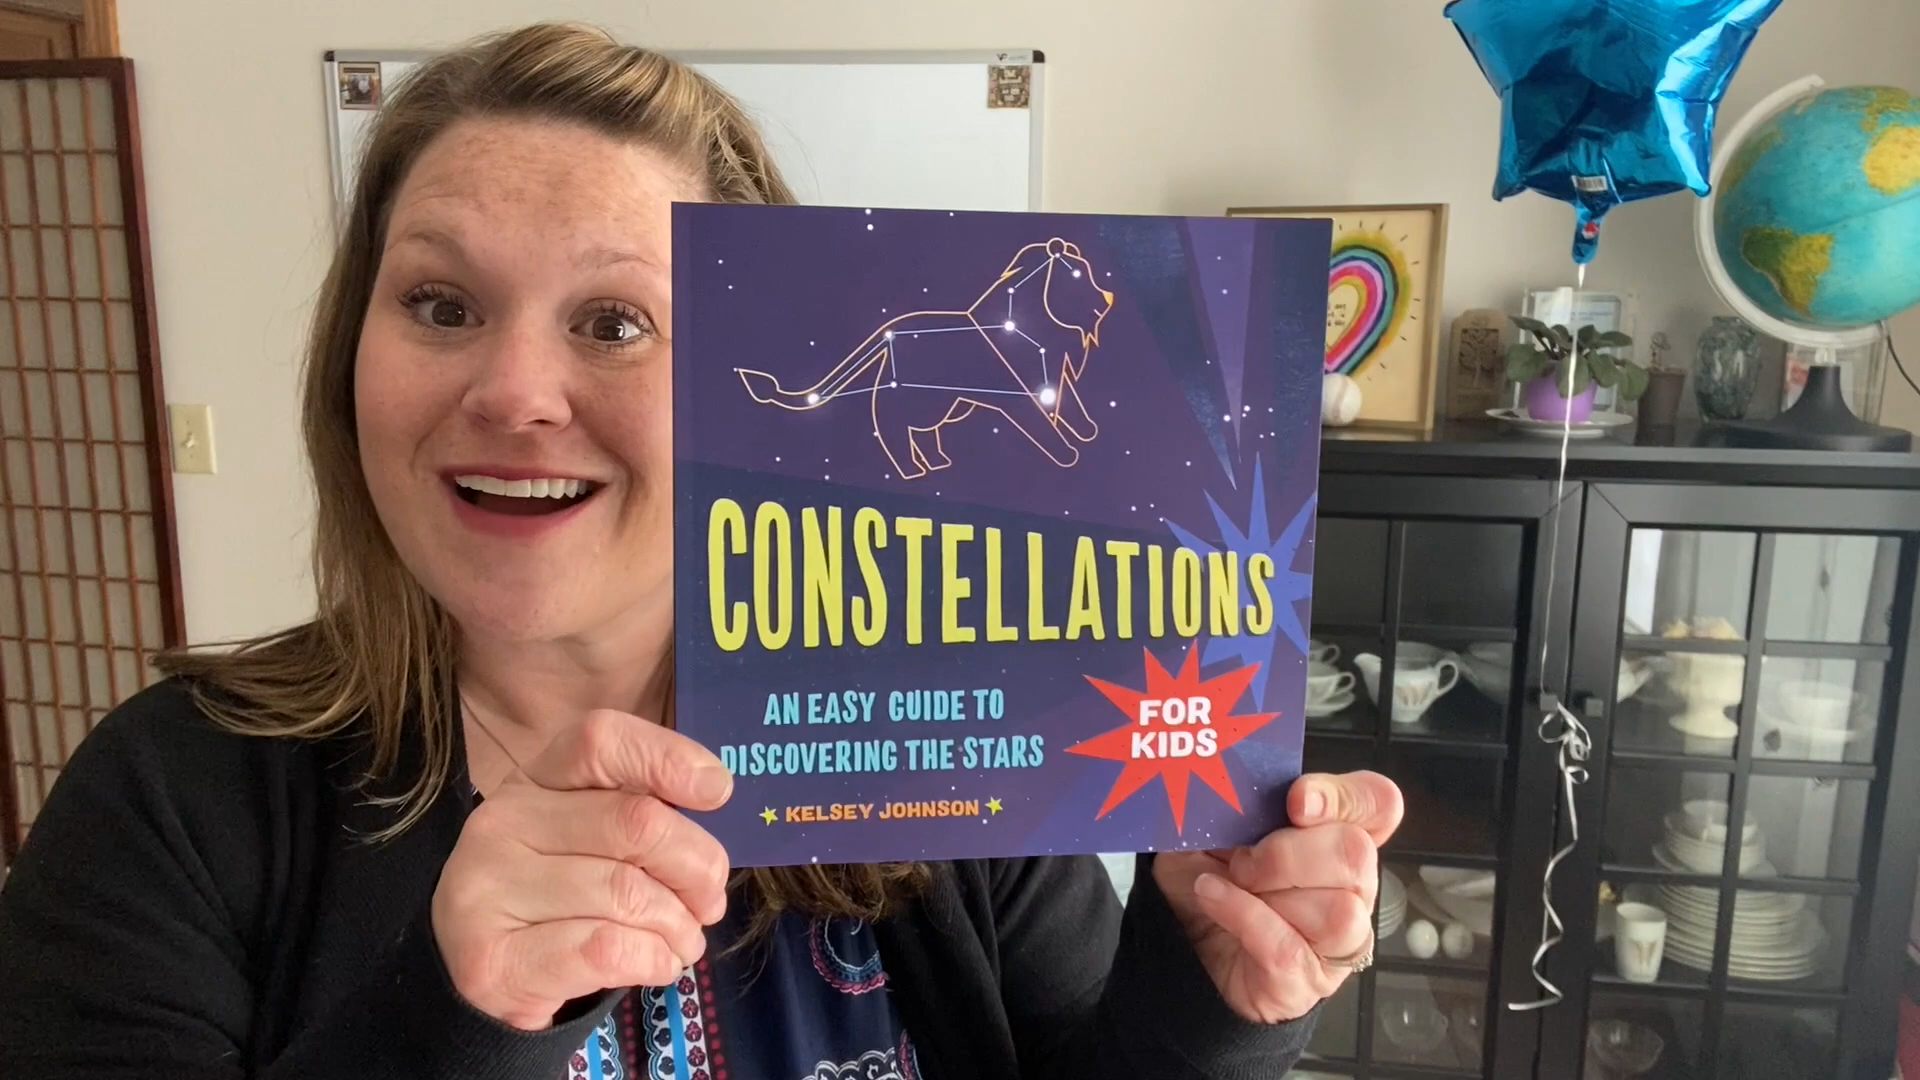 CONSTELLATIONS
AN EASY GUIDE TO
DISCOVERING THE STARS
KELSEY JOHNSON
FOR
KIDS